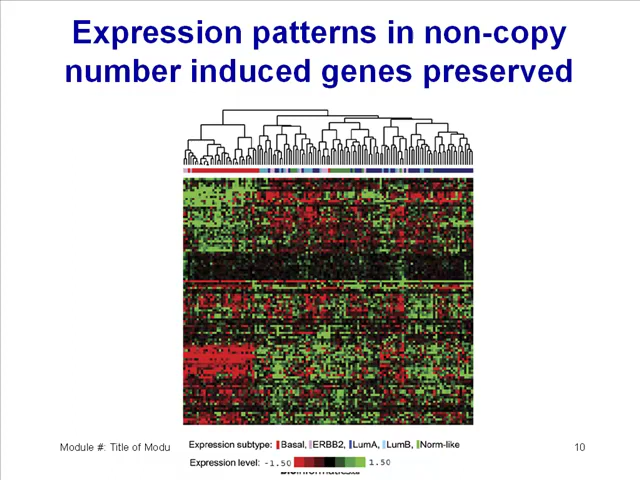 Expression patterns in non-copy
number induced genes preserved
Module #: Title of Modu
Expression subtype: Basal, ERBB2, LumA, LumB, Norm-like
10
Expression level: -1.50 1.50